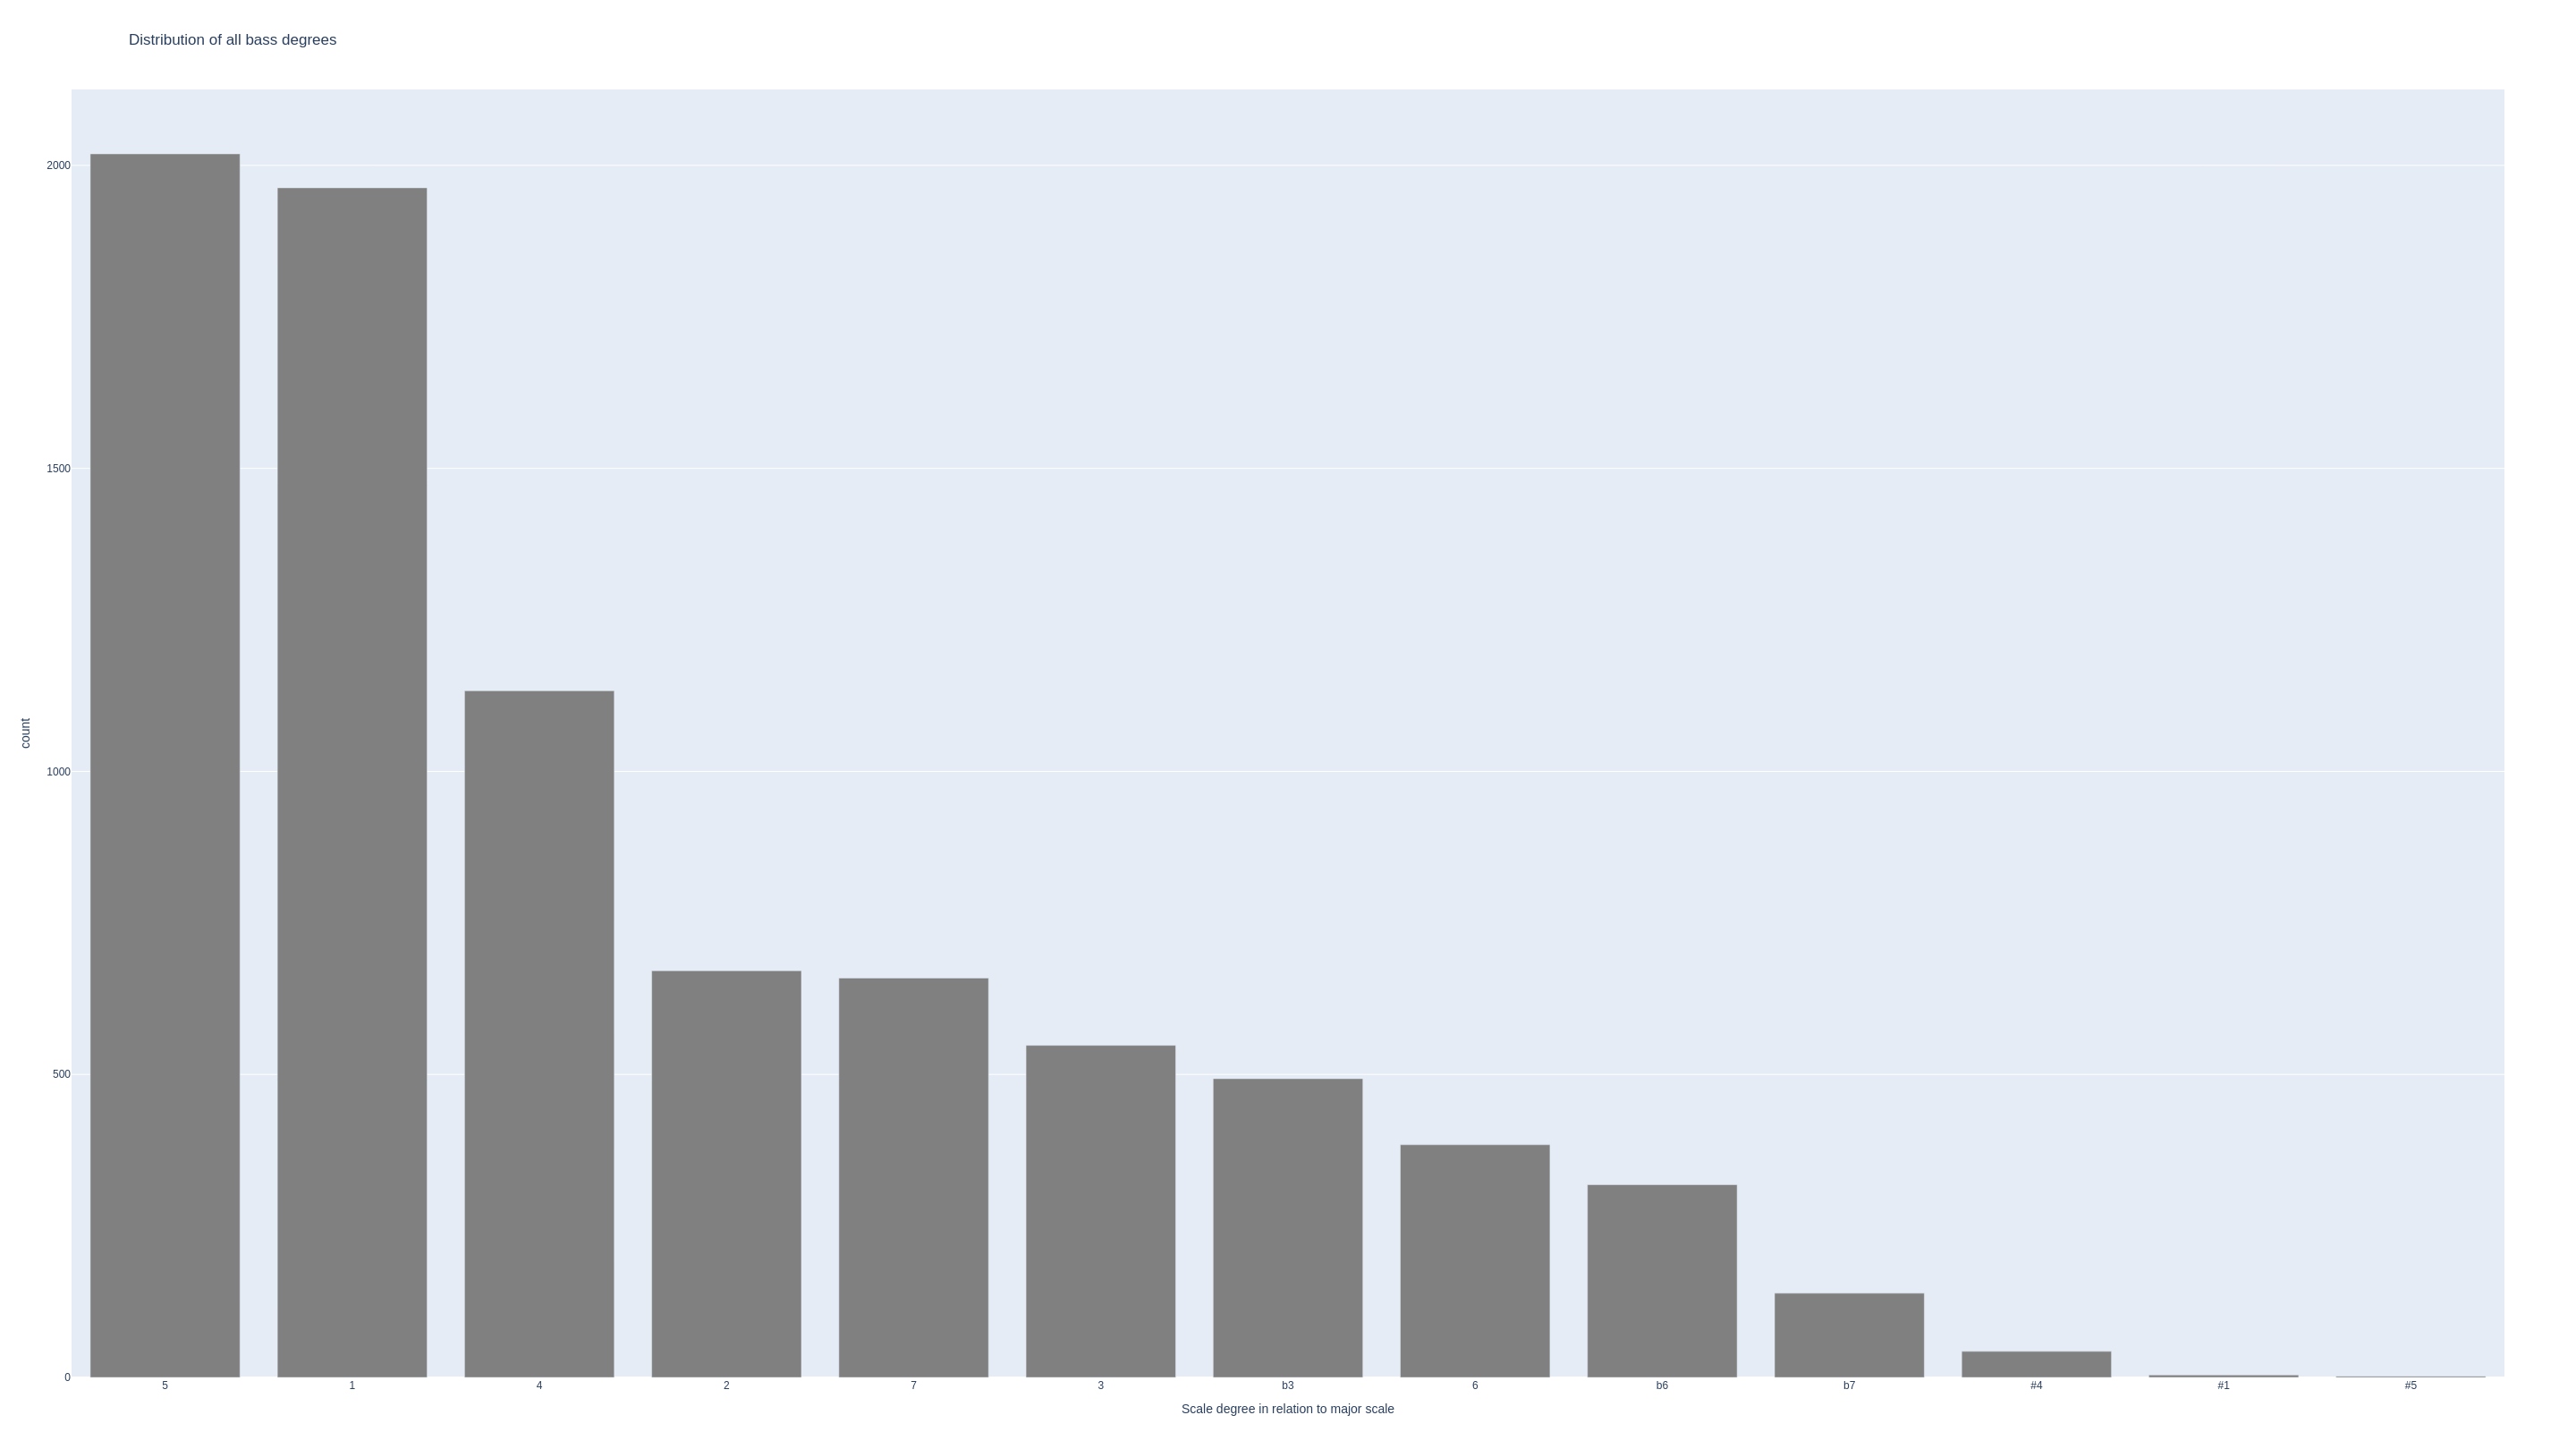 Distribution of all bass degrees
2000
1500
1000
500
0
count
5 1 4 2 7 3 b3 6 b6 b7 #4 #1 #5
Scale degree in relation to major scale